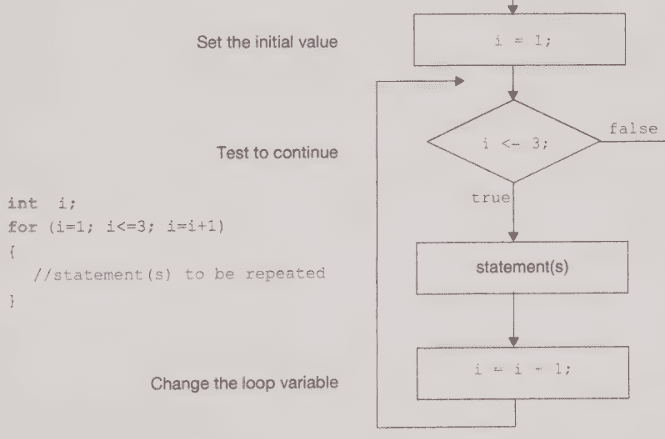 Set the initial value
i = 1;
Test to continue
i <= 3;
false
true
int i;
for (i=1; i<=3; i=i+1)
{
//statement(s) to be repeated
}
statement(s)
Change the loop variable
i = i - 1;